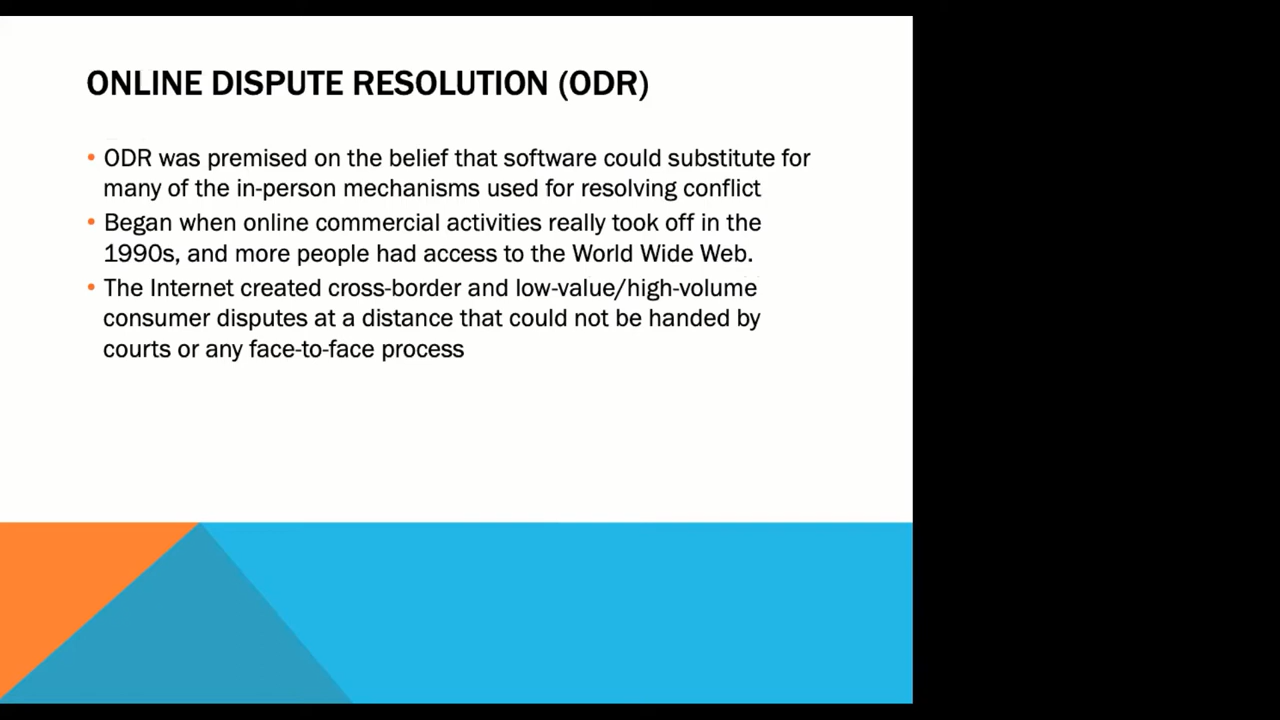 ONLINE DISPUTE RESOLUTION (ODR)
• ODR was premised on the belief that software could substitute for
many of the in-person mechanisms used for resolving conflict
• Began when online commercial activities really took off in the
1990s, and more people had access to the World Wide Web.
• The Internet created cross-border and low-value/high-volume
consumer disputes at a distance that could not be handed by
courts or any face-to-face process